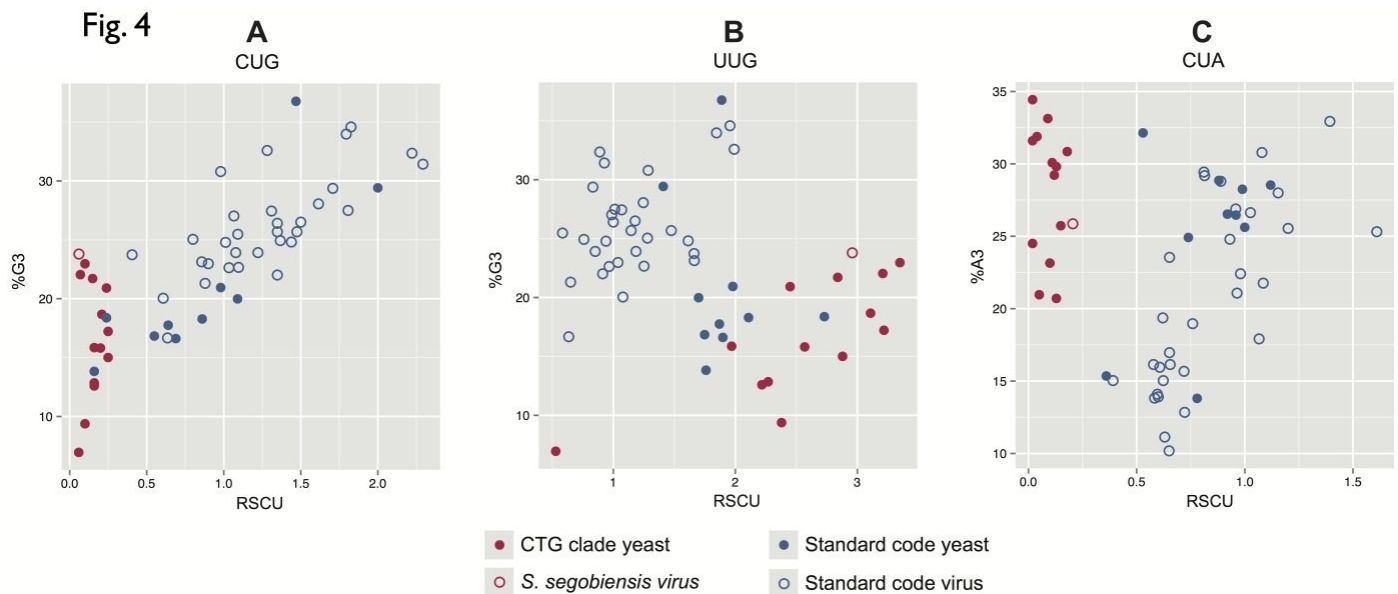 Fig. 4
A
CUG
%G3
30
20
10
0.0 0.5 1.0 1.5 2.0
RSCU
B
UUG
%G3
30
20
10
1 2 3
RSCU
C
CUA
%A3
35
30
25
20
15
10
0.0 0.5 1.0 1.5
RSCU
CTG clade yeast
Standard code yeast
S. segobiensis virus
Standard code virus